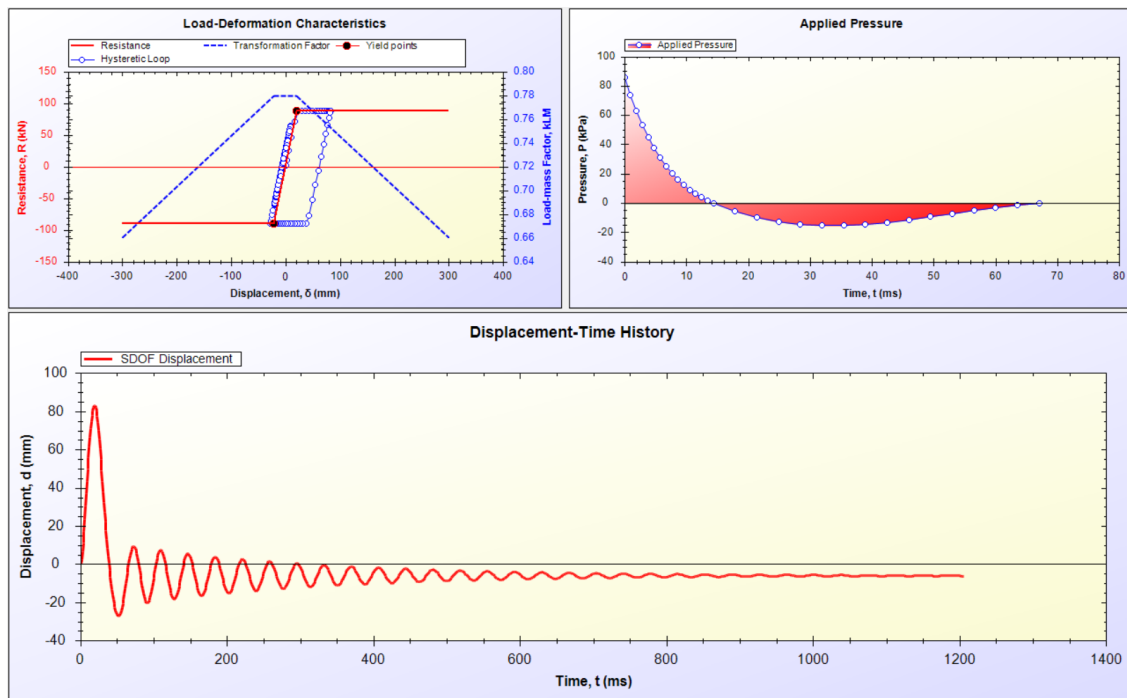 Load-Deformation Characteristics
Resistance
Transformation Factor
Yield points
Hysteretic Loop
150
100
50
0
-50
-100
-150
Resistance, R (kN)
0.80
0.78
0.76
0.74
0.72
0.70
0.68
0.66
0.64
Load-mass Factor, kLM
-400 -300 -200 -100 0 100 200 300 400
Displacement, δ (mm)
Applied Pressure
Applied Pressure
100
80
60
40
20
0
-20
-40
Pressure, P (kPa)
0 10 20 30 40 50 60 70 80
Time, t (ms)
Displacement-Time History
SDOF Displacement
100
80
60
40
20
0
-20
-40
Displacement, d (mm)
0 200 400 600 800 1000 1200 1400
Time, t (ms)